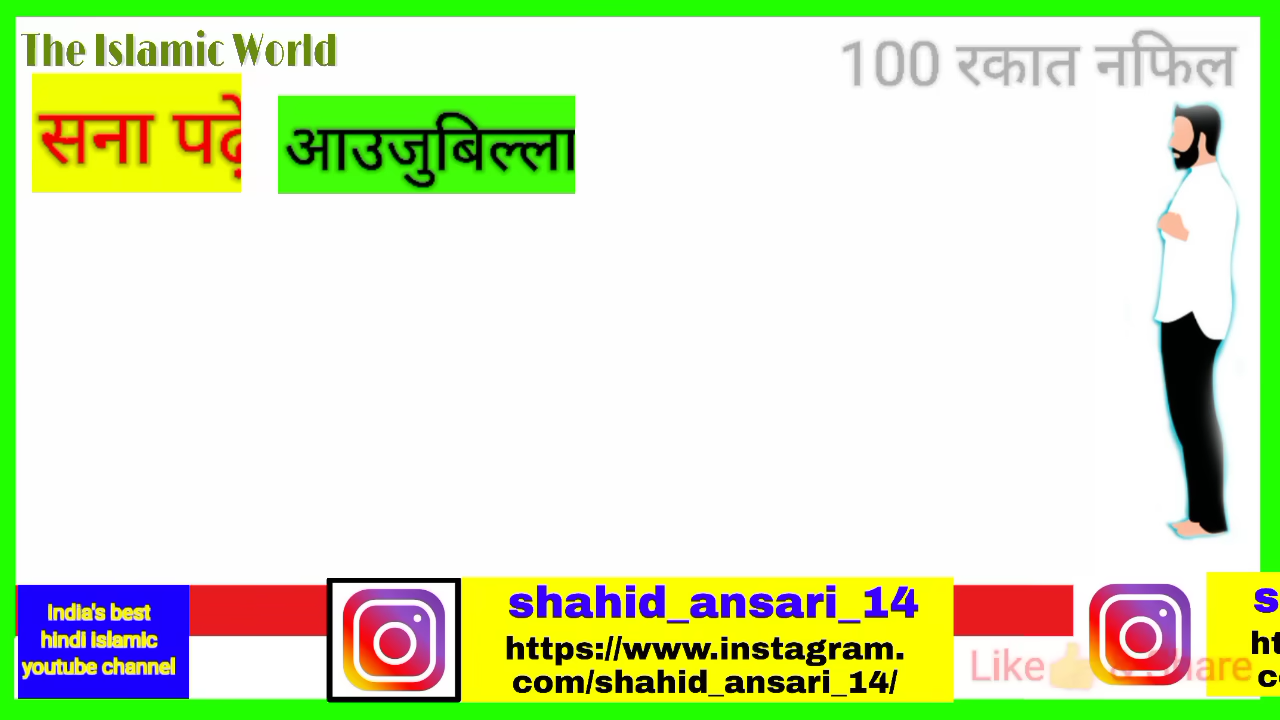 The Islamic World
100 रकात नफिल
सना पढ़े
आउजुबिल्ला
India's best
hindi islamic
youtube channel
shahid_ansari_14
https://www.instagram.
com/shahid_ansari_14/
Like & Share